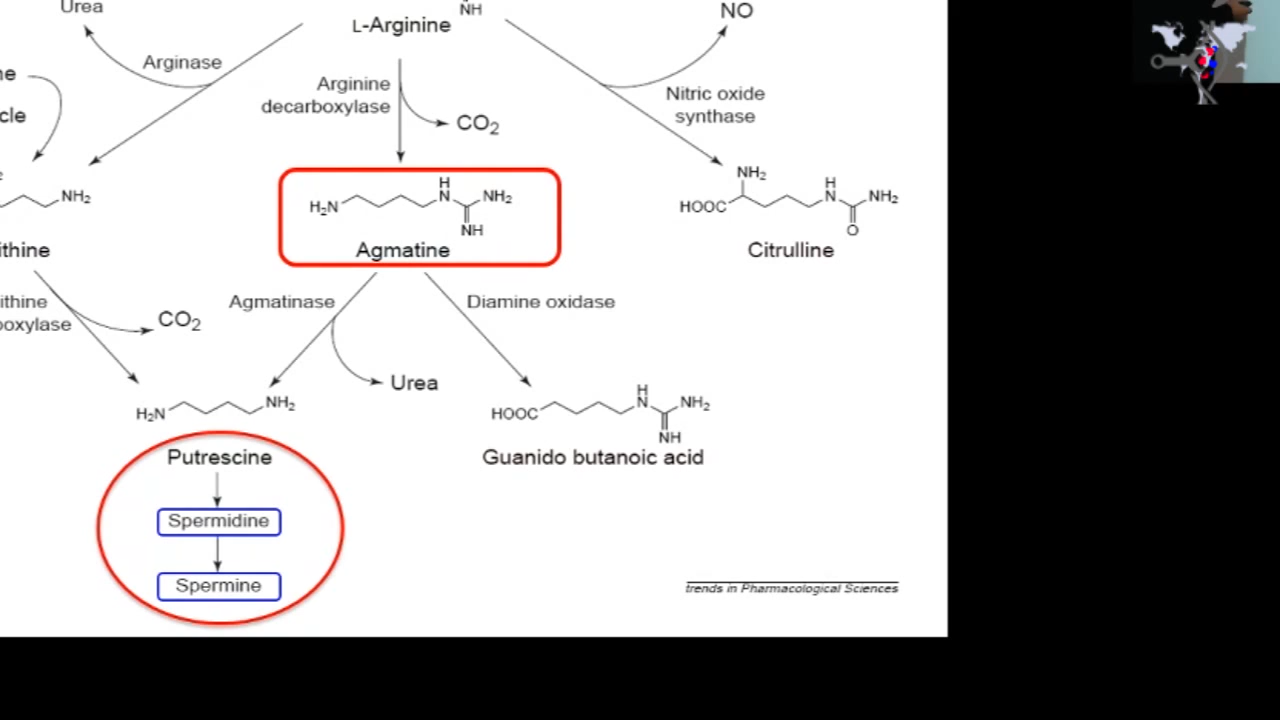 Urea
NH
NO
L-Arginine
Arginase
Arginine
decarboxylase
CO2
Nitric oxide
synthase
NH2
H2N
H
N
NH2
NH
NH2
HOOC
H
N
NH2
O
Agmatine
Citrulline
Agmatinase
Diamine oxidase
CO2
Urea
H2N
NH2
HOOC
H
N
NH2
NH
Putrescine
Guanido butanoic acid
Spermidine
Spermine
trends in Pharmacological Sciences